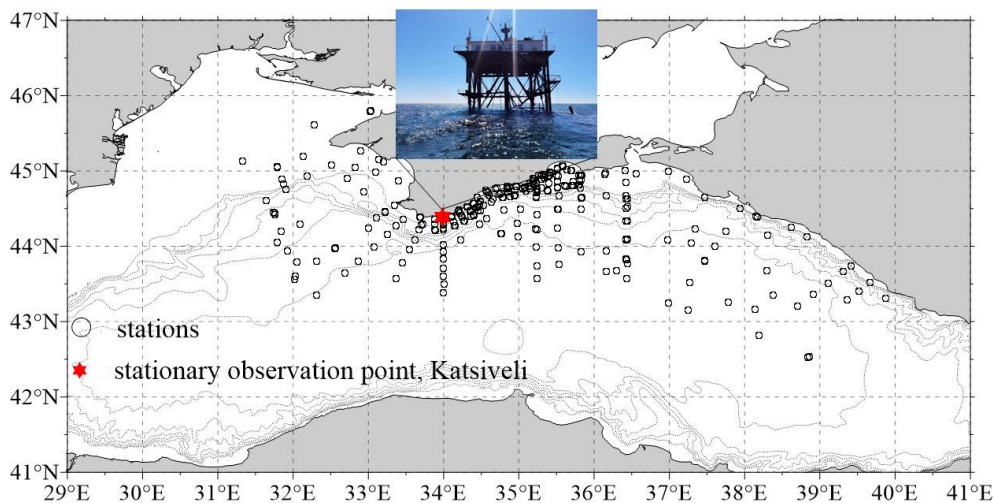 47°N
46°N
45°N
44°N
43°N
stations
stationary observation point, Katsiveli
42°N
41°N
29°E 30°E 31°E 32°E 33°E 34°E 35°E 36°E 37°E 38°E 39°E 40°E 41°E